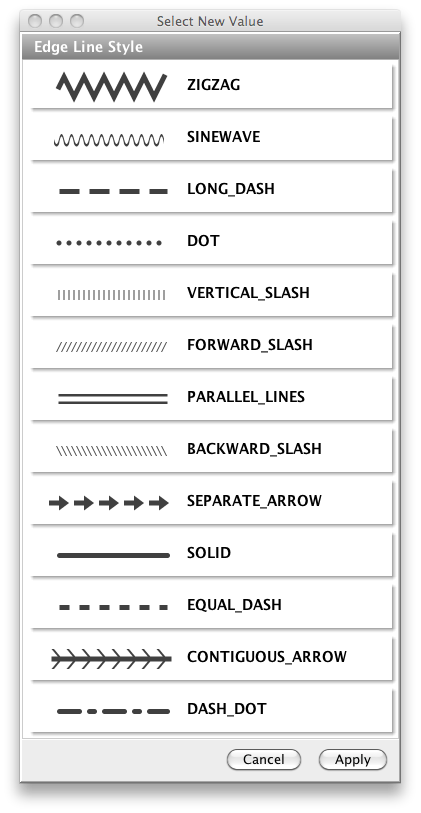 Select New Value
Edge Line Style
ZIGZAG
SINEWAVE
LONG_DASH
DOT
VERTICAL_SLASH
FORWARD_SLASH
PARALLEL_LINES
BACKWARD_SLASH
SEPARATE_ARROW
SOLID
EQUAL_DASH
CONTIGUOUS_ARROW
DASH_DOT
Cancel Apply